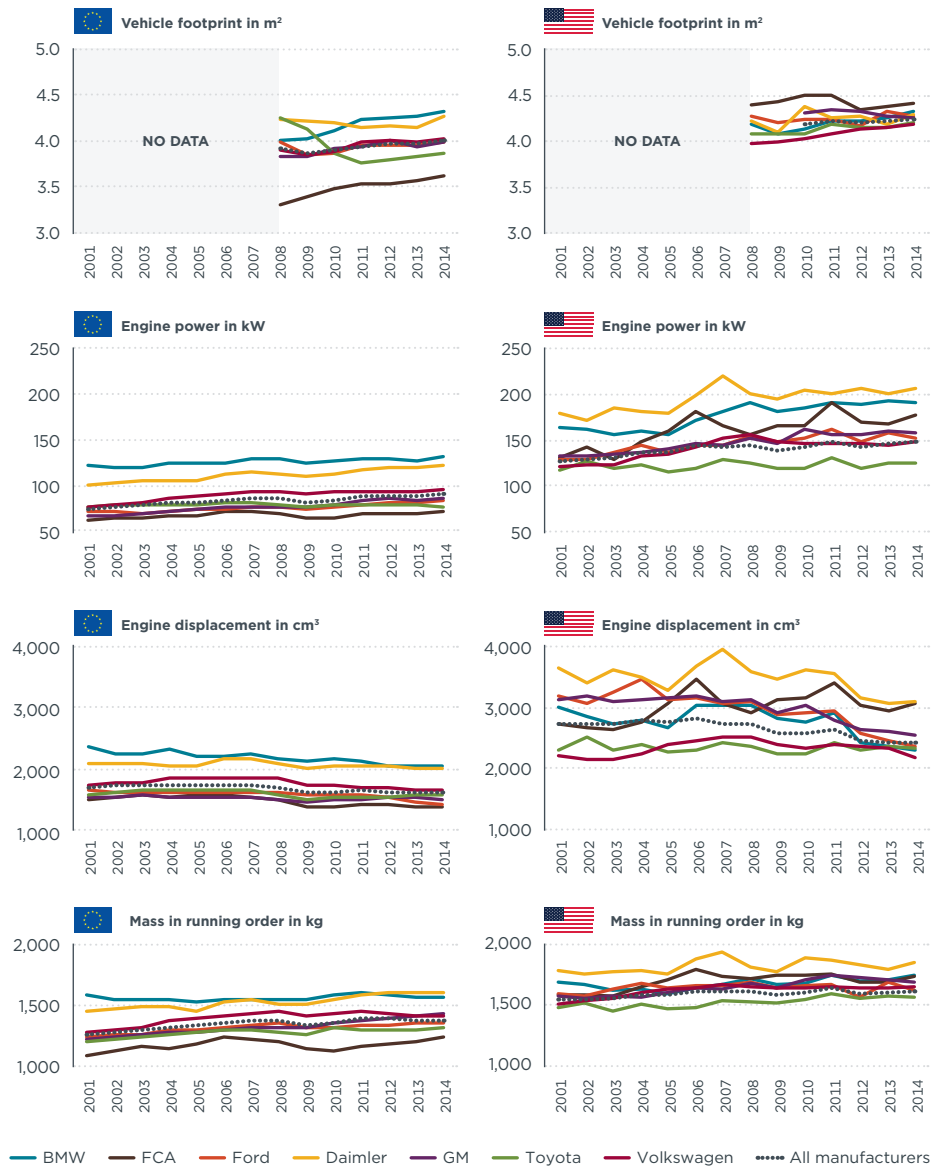 Vehicle footprint in m²
5.0
4.5
4.0
3.5
3.0
NO DATA
2001 2002 2003 2004 2005 2006 2007 2008 2009 2010 2011 2012 2013 2014
Vehicle footprint in m²
5.0
4.5
4.0
3.5
3.0
NO DATA
2001 2002 2003 2004 2005 2006 2007 2008 2009 2010 2011 2012 2013 2014
Engine power in kW
250
200
150
100
50
2001 2002 2003 2004 2005 2006 2007 2008 2009 2010 2011 2012 2013 2014
Engine power in kW
250
200
150
100
50
2001 2002 2003 2004 2005 2006 2007 2008 2009 2010 2011 2012 2013 2014
Engine displacement in cm³
4,000
3,000
2,000
1,000
2001 2002 2003 2004 2005 2006 2007 2008 2009 2010 2011 2012 2013 2014
Engine displacement in cm³
4,000
3,000
2,000
1,000
2001 2002 2003 2004 2005 2006 2007 2008 2009 2010 2011 2012 2013 2014
Mass in running order in kg
2,000
1,500
1,000
2001 2002 2003 2004 2005 2006 2007 2008 2009 2010 2011 2012 2013 2014
Mass in running order in kg
2,000
1,500
1,000
2001 2002 2003 2004 2005 2006 2007 2008 2009 2010 2011 2012 2013 2014
BMW FCA Ford Daimler GM Toyota Volkswagen All manufacturers